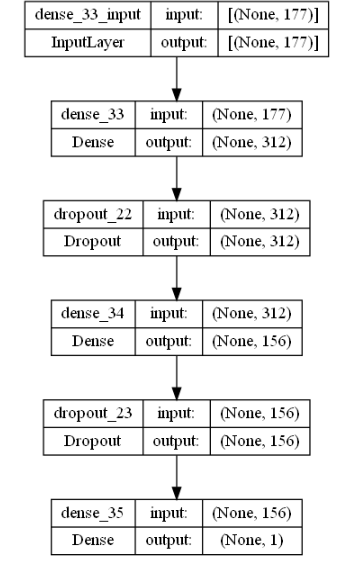 dense_33_input input: [(None, 177)]
InputLayer output: [(None, 177)]
dense_33 input: (None, 177)
Dense output: (None, 312)
dropout_22 input: (None, 312)
Dropout output: (None, 312)
dense_34 input: (None, 312)
Dense output: (None, 156)
dropout_23 input: (None, 156)
Dropout output: (None, 156)
dense_35 input: (None, 156)
Dense output: (None, 1)